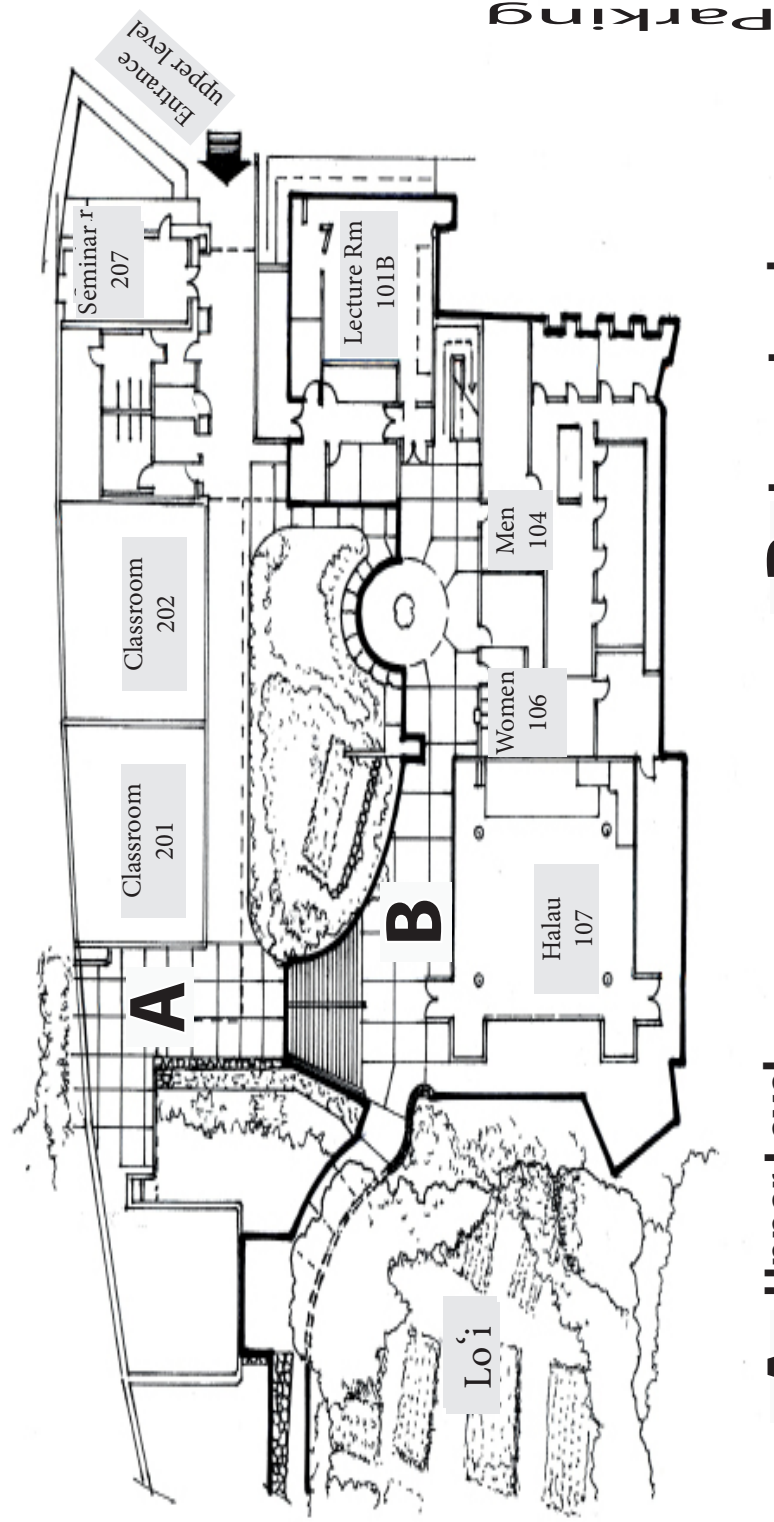 Parking
Entrance
upper level
Seminar r
207
Lecture Rm
101B
Classroom
202
Men
104
Women
106
Classroom
201
A
B
Halau
107
Loʻi